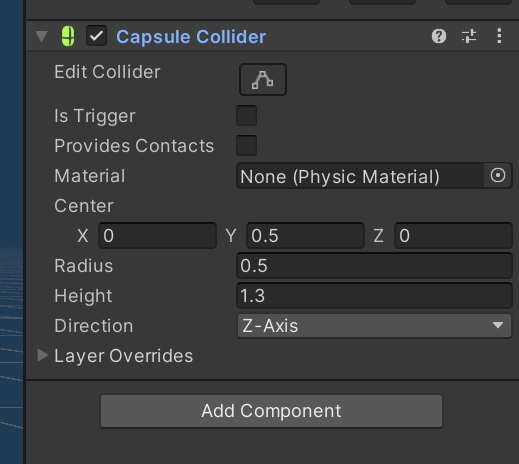 Capsule Collider
Edit Collider
Is Trigger
Provides Contacts
Material None (Physic Material)
Center
X 0 Y 0.5 Z 0
Radius 0.5
Height 1.3
Direction Z-Axis
Layer Overrides
Add Component